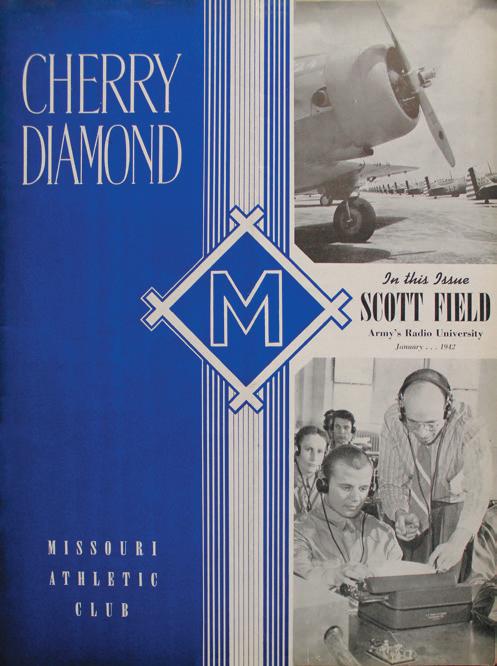 CHERRY
DIAMOND
M
In this Issue
SCOTT FIELD
Army's Radio University
January . . . 1942
MISSOURI
ATHLETIC
CLUB